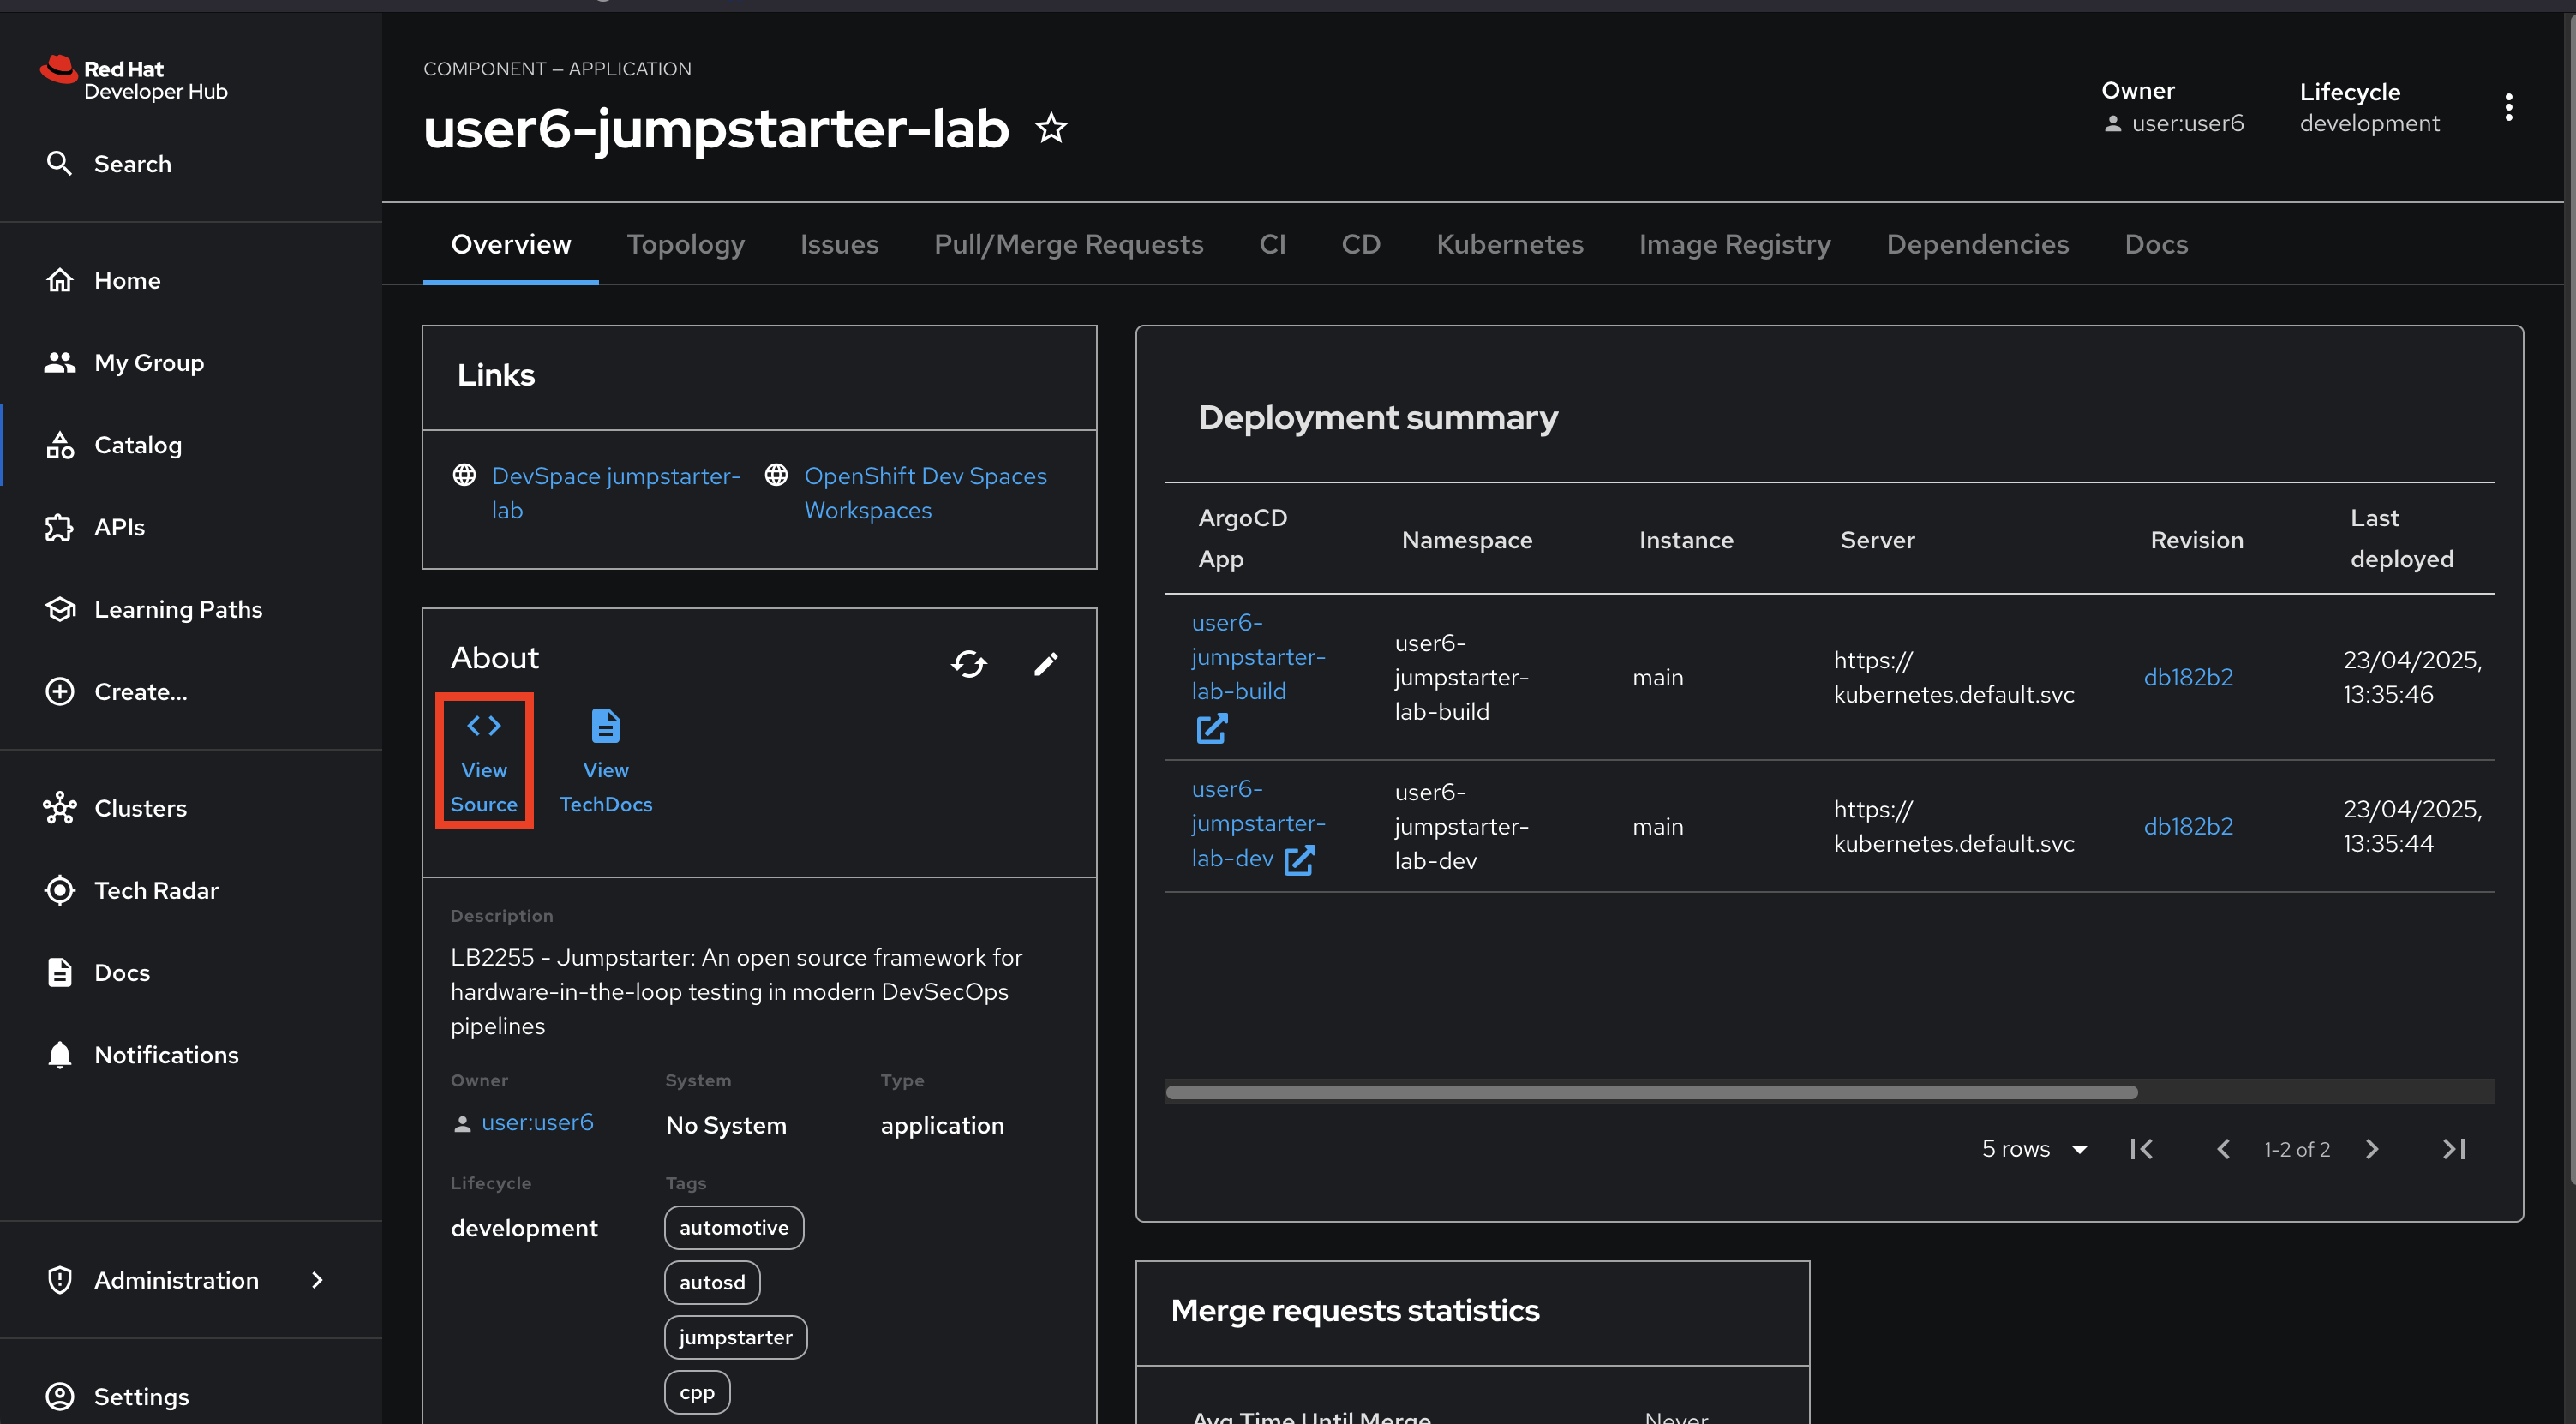 Red Hat
Developer Hub
Search
Home
My Group
Catalog
APIs
Learning Paths
Create...
Clusters
Tech Radar
Docs
Notifications
Administration
Settings
COMPONENT — APPLICATION
user6-jumpstarter-lab
Owner
user:user6
Lifecycle
development
Overview
Topology
Issues
Pull/Merge Requests
CI
CD
Kubernetes
Image Registry
Dependencies
Docs
Links
DevSpace jumpstarter-
lab
OpenShift Dev Spaces
Workspaces
About
View
Source
View
TechDocs
Description
LB2255 - Jumpstarter: An open source framework for
hardware-in-the-loop testing in modern DevSecOps
pipelines
Owner
user:user6
System
No System
Type
application
Lifecycle
development
Tags
automotive
autosd
jumpstarter
cpp
Deployment summary
ArgoCD
App
Namespace
Instance
Server
Revision
Last
deployed
user6-
jumpstarter-
lab-build
user6-
jumpstarter-
lab-build
main
https://
kubernetes.default.svc
db182b2
23/04/2025,
13:35:46
user6-
jumpstarter-
lab-dev
user6-
jumpstarter-
lab-dev
main
https://
kubernetes.default.svc
db182b2
23/04/2025,
13:35:44
5 rows
1-2 of 2
Merge requests statistics
Avg Time Until Merge
Never